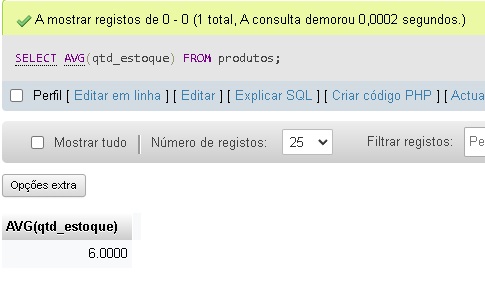 A mostrar registos de 0 - 0 (1 total, A consulta demorou 0,0002 segundos.)
SELECT AVG(qtd_estoque) FROM produtos;
Perfil [ Editar em linha ] [ Editar ] [ Explicar SQL ] [ Criar código PHP ] [ Actua
Mostrar tudo | Número de registos: 25 Filtrar registos: Pe
Opções extra
AVG(qtd_estoque)
6.0000